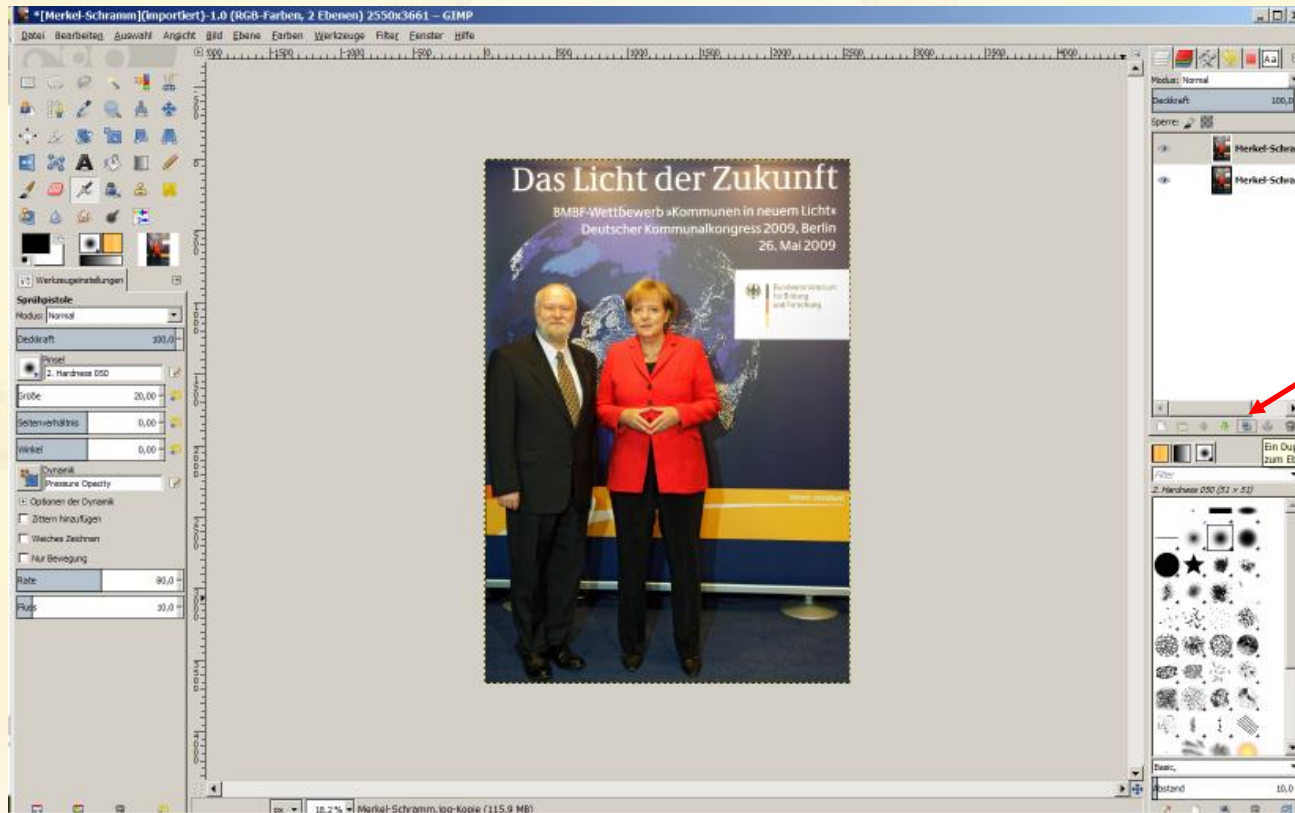 *[Merkel-Schramm](importiert)-1.0 (RGB-Farben, 2 Ebenen) 2550x3661 – GIMP
Datei Bearbeiten Auswahl Ansicht Bild Ebene Farben Werkzeuge Filter Fenster Hilfe
Modus: Normal
Deckkraft 100,0
Sperre:
Merkel-Schra
Merkel-Schra
Das Licht der Zukunft
BMBF-Wettbewerb »Kommunen in neuem Licht«
Deutscher Kommunalkongress 2009, Berlin
26. Mai 2009
Bundesministerium
für Bildung
und Forschung
Werkzeugeinstellungen
Sprühpistole
Modus: Normal
Deckkraft 100,0
Pinsel
2. Hardness 050
Größe 20,00
Seitenverhältnis 0,00
Winkel 0,00
Dynamik
Pressure Opacity
Optionen der Dynamik
Zittern hinzufügen
Weiches Zeichnen
Nur Bewegung
Rate 80,0
Fluss 10,0
Ein Dup
zum Eb
Filter
2. Hardness 050 (51 × 51)
Basic,
Abstand 10,0
px 18,2 % Merkel-Schramm.jpg-Kopie (115.9 MB)